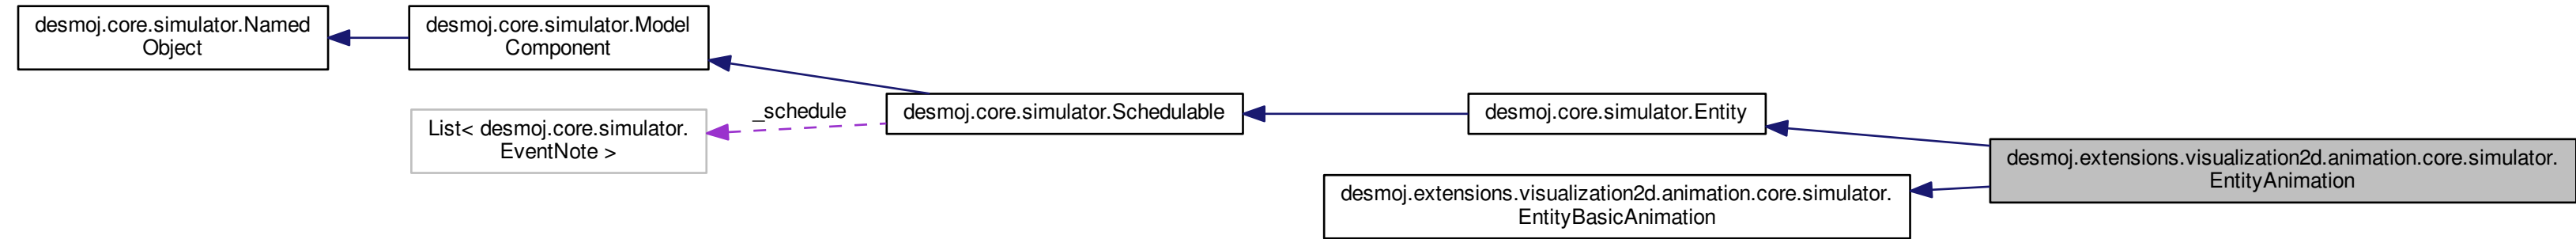 desmoj.core.simulator.Named
Object
desmoj.core.simulator.Model
Component
_schedule
List< desmoj.core.simulator.
EventNote >
desmoj.core.simulator.Schedulable
desmoj.core.simulator.Entity
desmoj.extensions.visualization2d.animation.core.simulator.
EntityBasicAnimation
desmoj.extensions.visualization2d.animation.core.simulator.
EntityAnimation